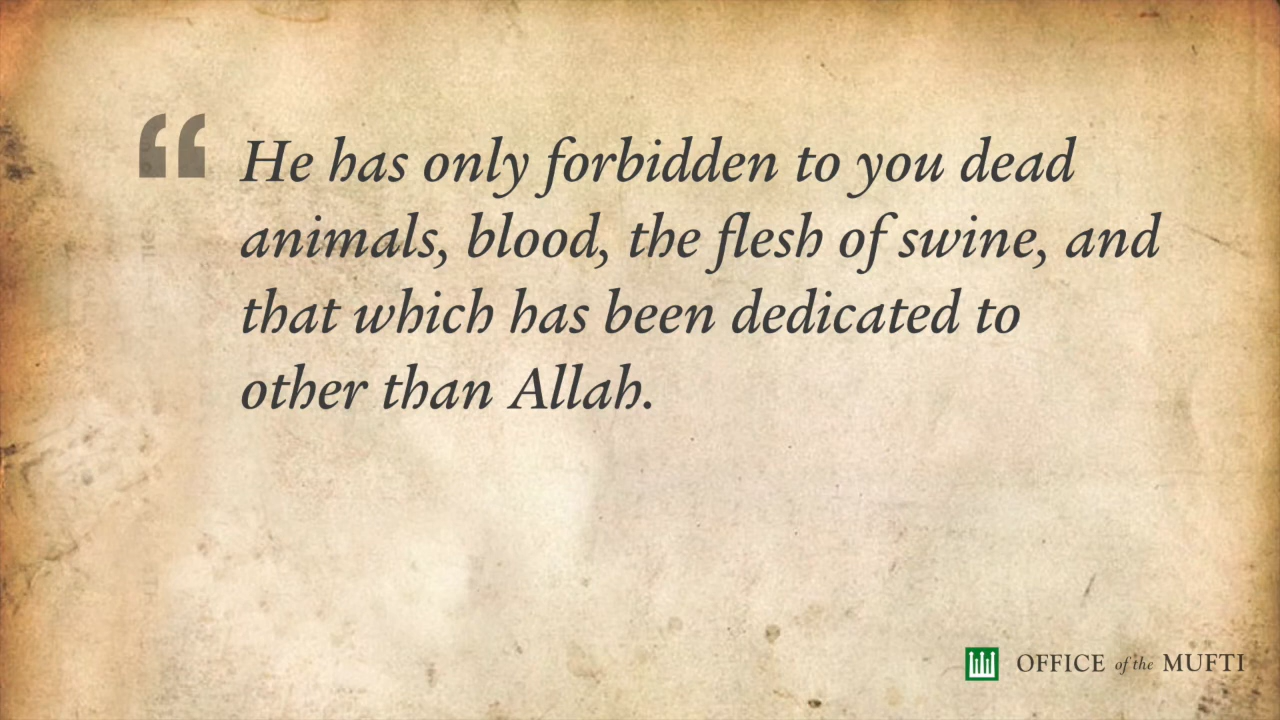 “ He has only forbidden to you dead
animals, blood, the flesh of swine, and
that which has been dedicated to
other than Allah.
OFFICE of the MUFTI